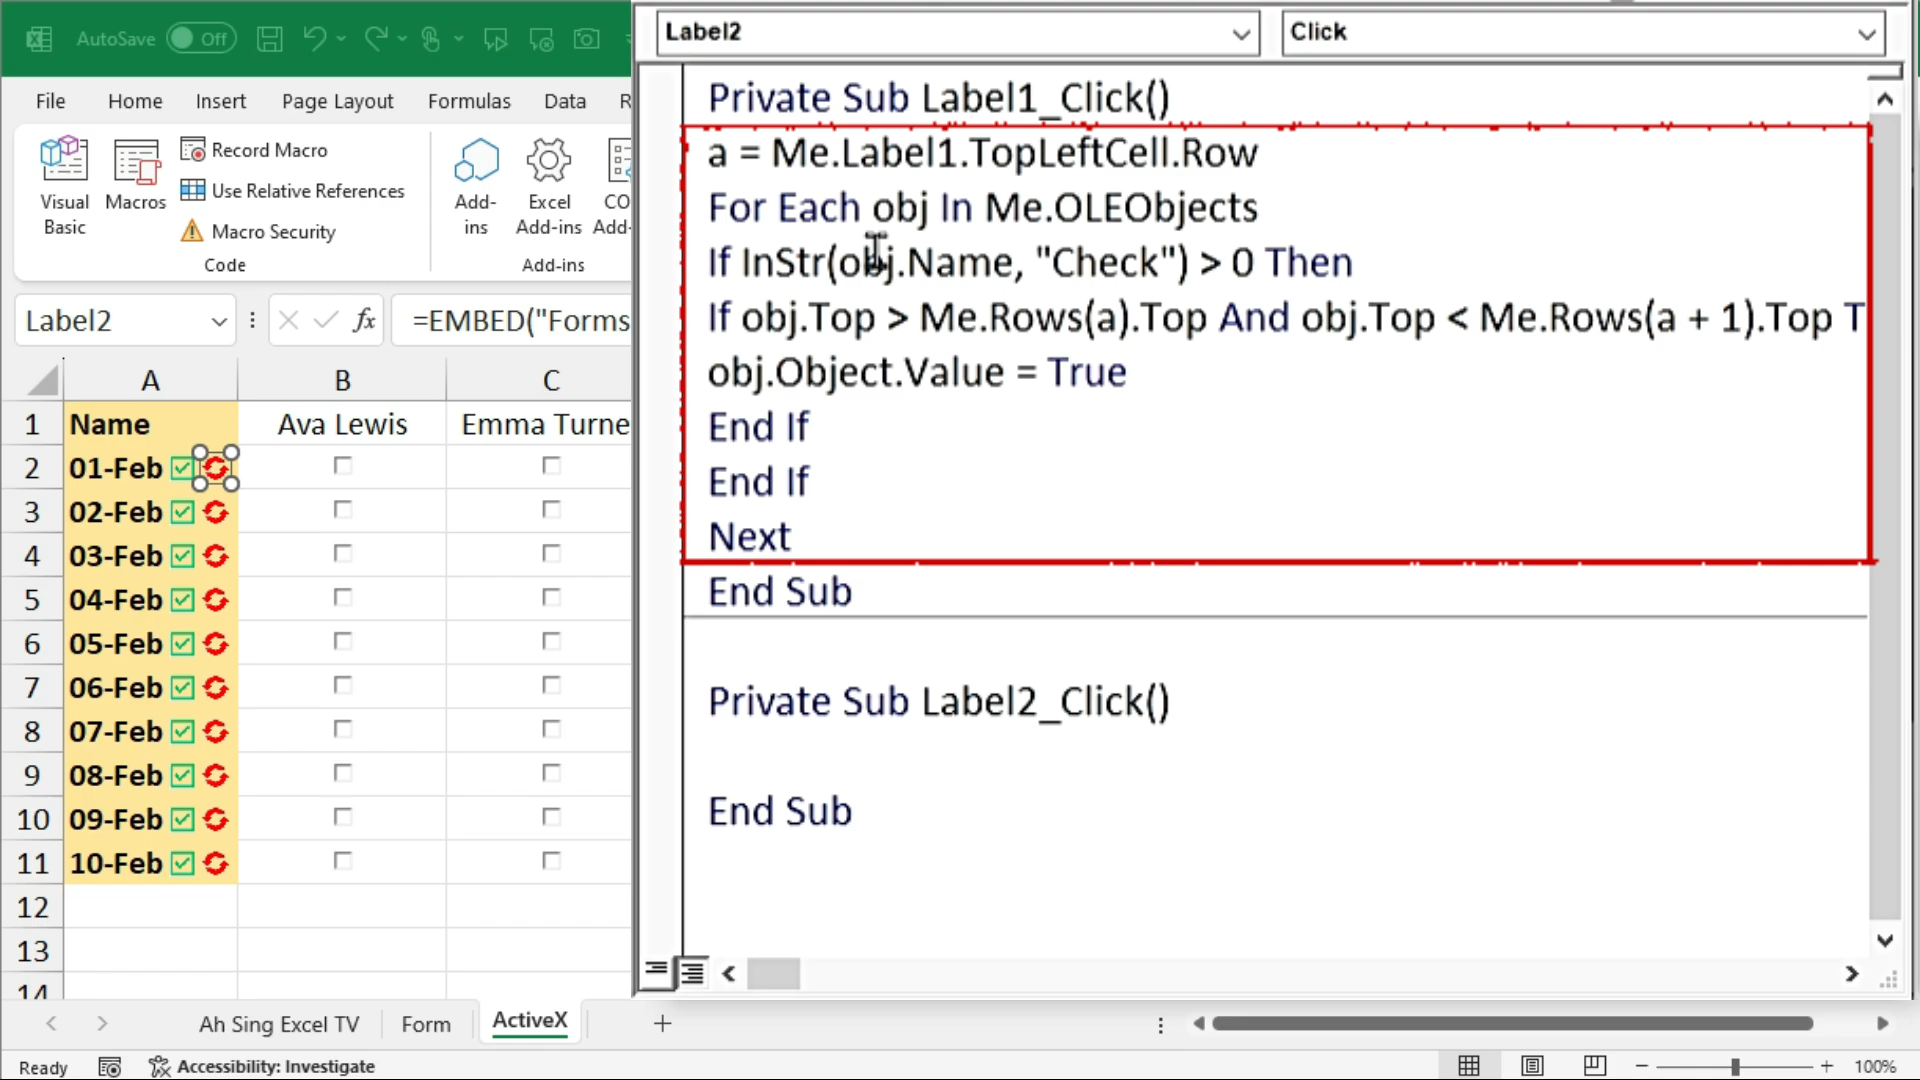 AutoSave Off
File Home Insert Page Layout Formulas Data R
Visual Basic
Macros
Record Macro
Use Relative References
Macro Security
Code
Add-ins
Excel Add-ins
CO
Add-
Add-ins
Label2
fx
=EMBED("Forms
A B C
1 Name Ava Lewis Emma Turne
2 01-Feb
3 02-Feb
4 03-Feb
5 04-Feb
6 05-Feb
7 06-Feb
8 07-Feb
9 08-Feb
10 09-Feb
11 10-Feb
12
13
14
Label2 Click
Private Sub Label1_Click()
a = Me.Label1.TopLeftCell.Row
For Each obj In Me.OLEObjects
If InStr(obj.Name, "Check") > 0 Then
If obj.Top > Me.Rows(a).Top And obj.Top < Me.Rows(a + 1).Top T
obj.Object.Value = True
End If
End If
Next
End Sub
Private Sub Label2_Click()
End Sub
Ah Sing Excel TV Form ActiveX
Ready Accessibility: Investigate 100%